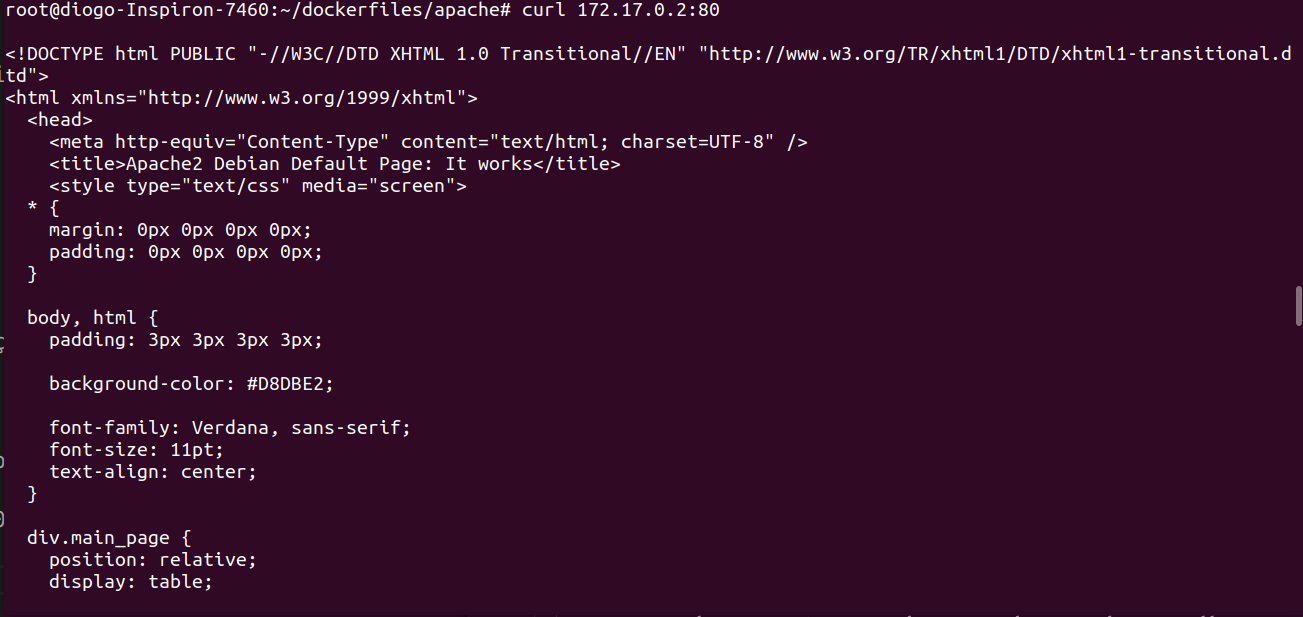 root@diogo-Inspiron-7460:~/dockerfiles/apache# curl 172.17.0.2:80
<!DOCTYPE html PUBLIC "-//W3C//DTD XHTML 1.0 Transitional//EN" "http://www.w3.org/TR/xhtml1/DTD/xhtml1-transitional.d
td">
<html xmlns="http://www.w3.org/1999/xhtml">
  <head>
    <meta http-equiv="Content-Type" content="text/html; charset=UTF-8" />
    <title>Apache2 Debian Default Page: It works</title>
    <style type="text/css" media="screen">
  * {
    margin: 0px 0px 0px 0px;
    padding: 0px 0px 0px 0px;
  }

  body, html {
    padding: 3px 3px 3px 3px;

    background-color: #D8DBE2;

    font-family: Verdana, sans-serif;
    font-size: 11pt;
    text-align: center;
  }

  div.main_page {
    position: relative;
    display: table;